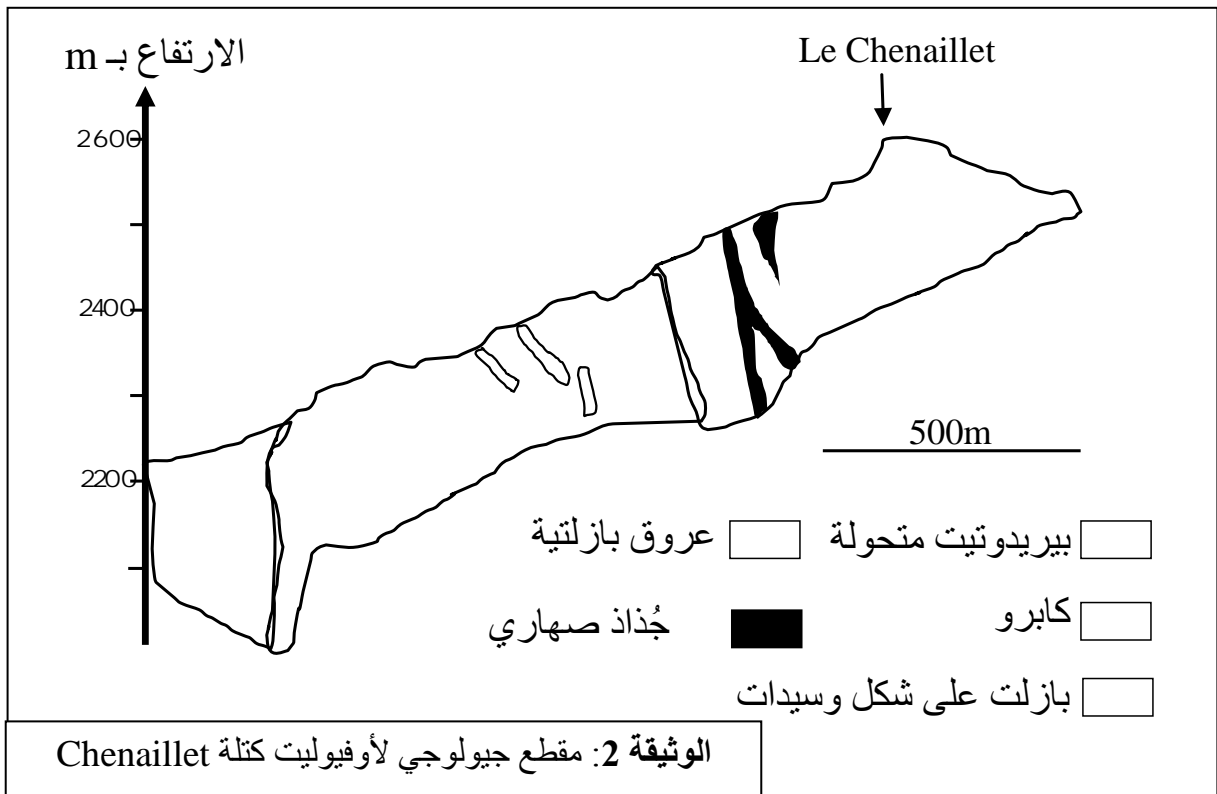 الارتفاع بـ m
Le Chenaillet
2600
2400
2200
500m
بيريدوتيت متحولة
عروق بازلتية
كابرو
جُذاذ صهاري
بازلت على شكل وسيدات
الوثيقة 2: مقطع جيولوجي لأوفيوليت كتلة Chenaillet